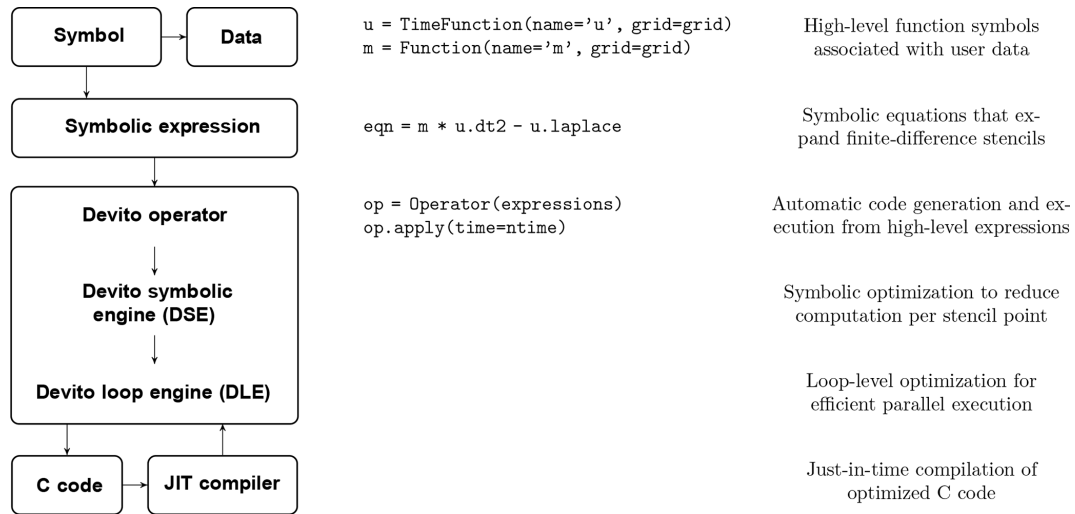 Symbol
Data
u = TimeFunction(name='u', grid=grid)
m = Function(name='m', grid=grid)
High-level function symbols
associated with user data
Symbolic expression
eqn = m * u.dt2 - u.laplace
Symbolic equations that ex-
pand finite-difference stencils
Devito operator
op = Operator(expressions)
op.apply(time=ntime)
Automatic code generation and ex-
ecution from high-level expressions
Devito symbolic
engine (DSE)
Symbolic optimization to reduce
computation per stencil point
Devito loop engine (DLE)
Loop-level optimization for
efficient parallel execution
C code
JIT compiler
Just-in-time compilation of
optimized C code